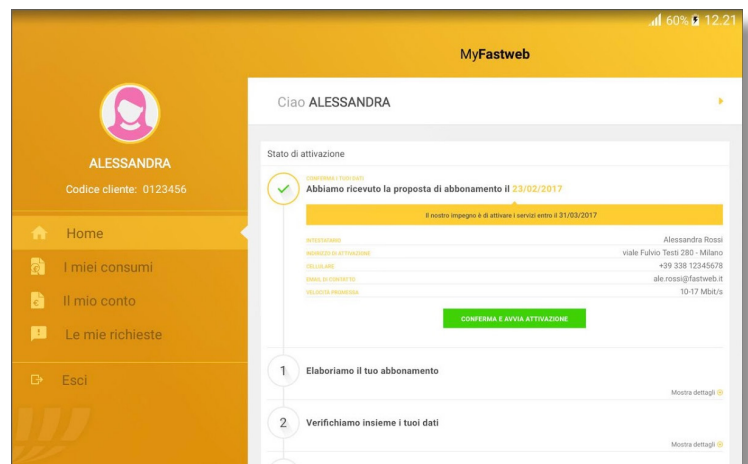 60% 12.21
MyFastweb
ALESSANDRA
Codice cliente: 0123456
Home
I miei consumi
Il mio conto
Le mie richieste
Esci
Ciao ALESSANDRA
Stato di attivazione
CONFERMA I TUOI DATI
Abbiamo ricevuto la proposta di abbonamento il 23/02/2017
Il nostro impegno è di attivare i servizi entro il 31/03/2017
INTESTATARIO Alessandra Rossi
INDIRIZZO DI ATTIVAZIONE viale Fulvio Testi 280 - Milano
CELLULARE +39 338 12345678
EMAIL DI CONTATTO ale.rossi@fastweb.it
VELOCITÀ PROMESSA 10-17 Mbit/s
CONFERMA E AVVIA ATTIVAZIONE
1 Elaboriamo il tuo abbonamento
Mostra dettagli
2 Verifichiamo insieme i tuoi dati
Mostra dettagli